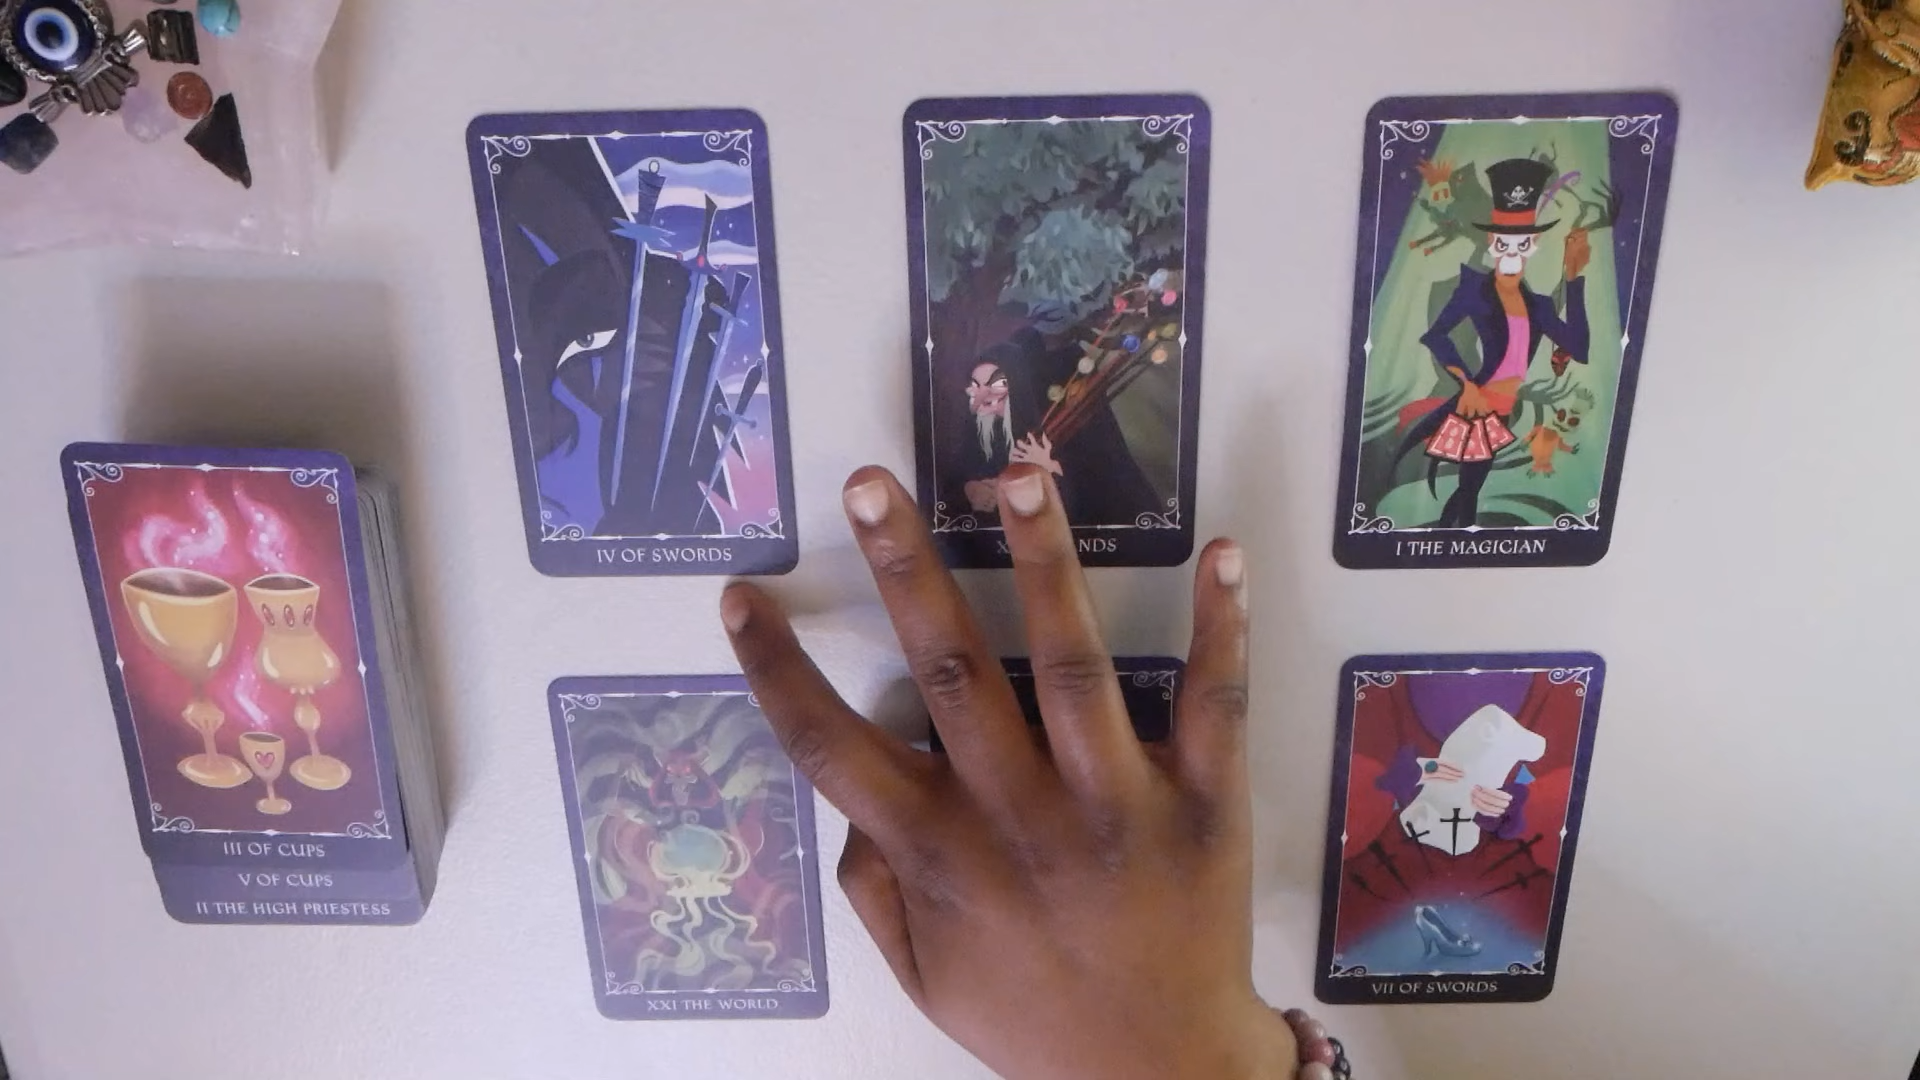 IV OF SWORDS
NDS
I THE MAGICIAN
III OF CUPS
V OF CUPS
II THE HIGH PRIESTESS
XXI THE WORLD
VII OF SWORDS